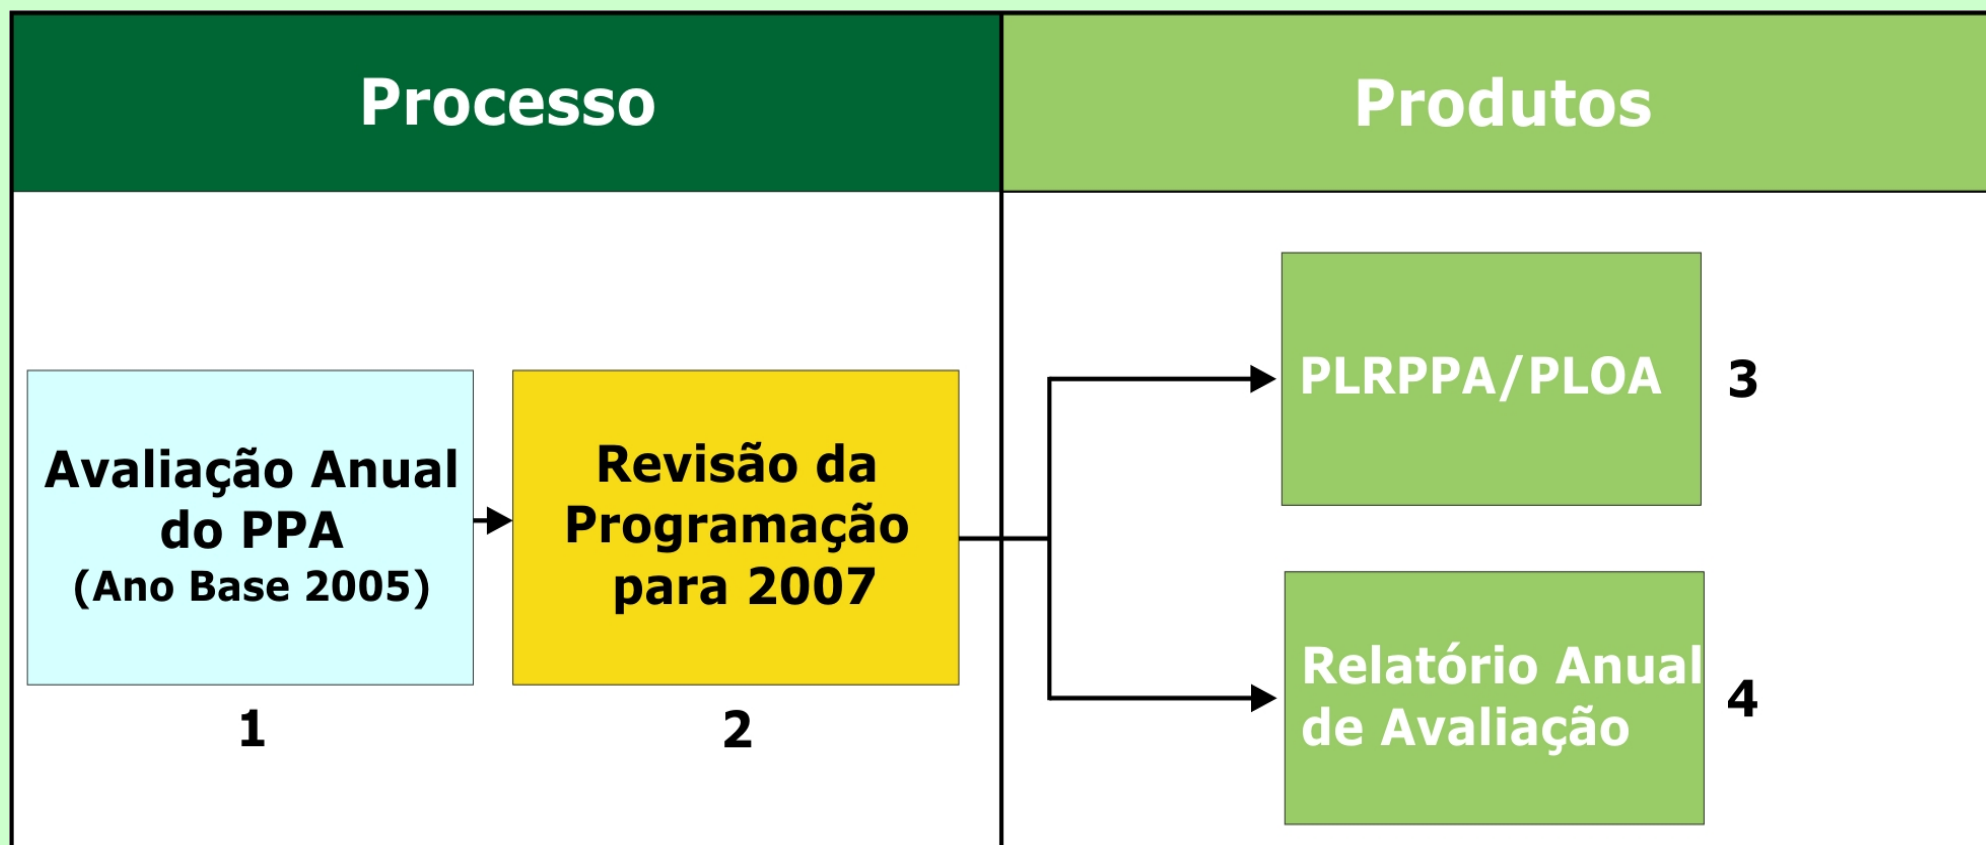 Processo
Produtos
Avaliação Anual
do PPA
(Ano Base 2005)
1
Revisão da
Programação
para 2007
2
PLRPPA/PLOA
3
Relatório Anual
de Avaliação
4